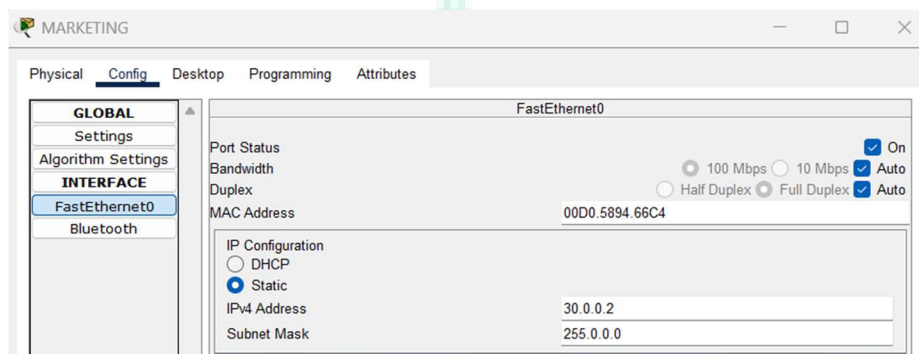 MARKETING
Physical Config Desktop Programming Attributes
GLOBAL
Settings
Algorithm Settings
INTERFACE
FastEthernet0
Bluetooth
FastEthernet0
Port Status On
Bandwidth 100 Mbps 10 Mbps Auto
Duplex Half Duplex Full Duplex Auto
MAC Address 00D0.5894.66C4
IP Configuration
DHCP
Static
IPv4 Address 30.0.0.2
Subnet Mask 255.0.0.0